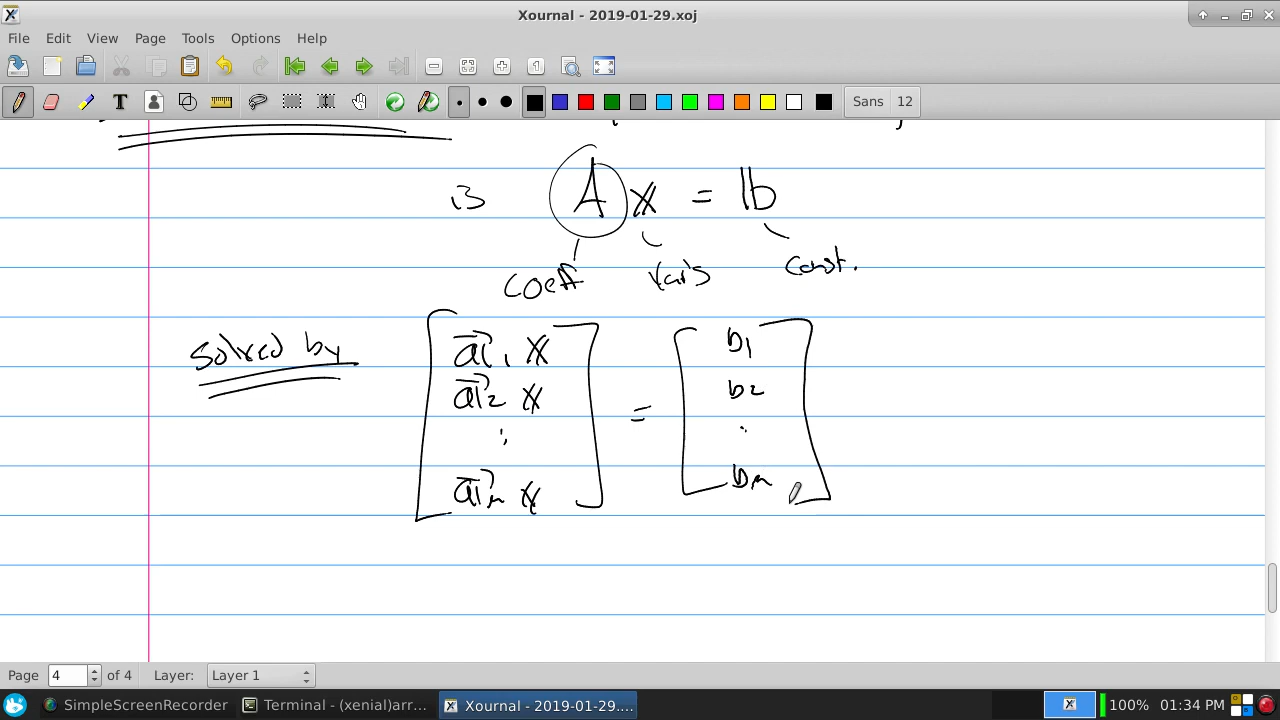 Xournal - 2019-01-29.xoj
File Edit View Page Tools Options Help
Sans 12
is A x = b
coeff var's const.
solved by
a1 x = b1
a2 x b2
⋮ ⋮
am x bm
Page 4 of 4 Layer: Layer 1
SimpleScreenRecorder Terminal - (xenial)arr... Xournal - 2019-01-29.... 100% 01:34 PM